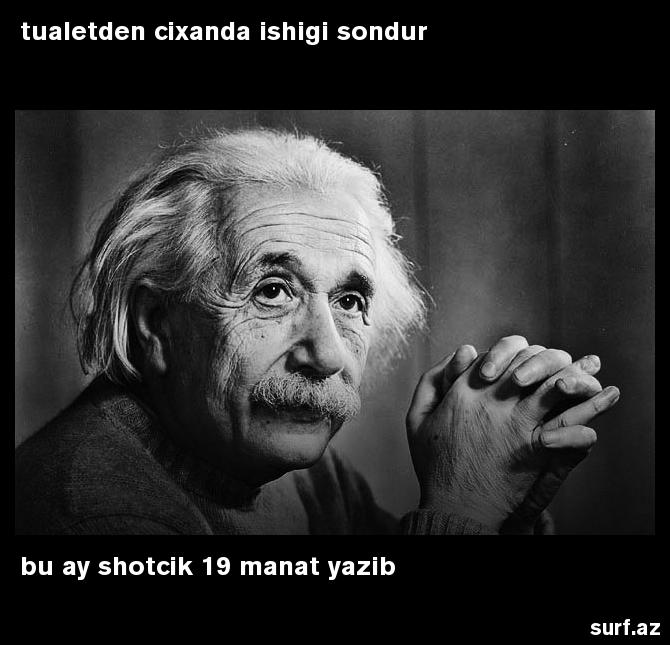 tualetden cixanda ishigi sondur
bu ay shotcik 19 manat yazib
surf.az